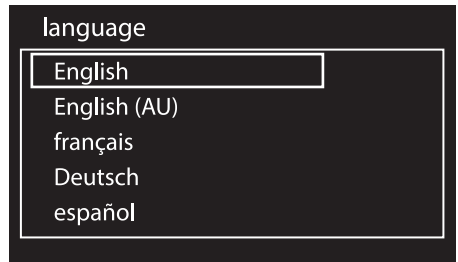 language
English
English (AU)
français
Deutsch
español